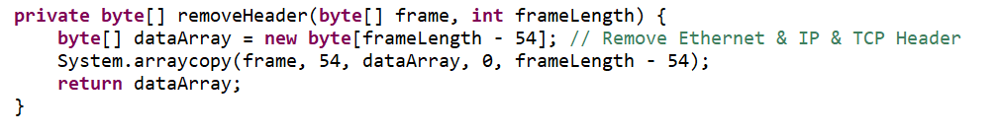 private byte[] removeHeader(byte[] frame, int frameLength) {
    byte[] dataArray = new byte[frameLength - 54]; // Remove Ethernet & IP & TCP Header
    System.arraycopy(frame, 54, dataArray, 0, frameLength - 54);
    return dataArray;
}